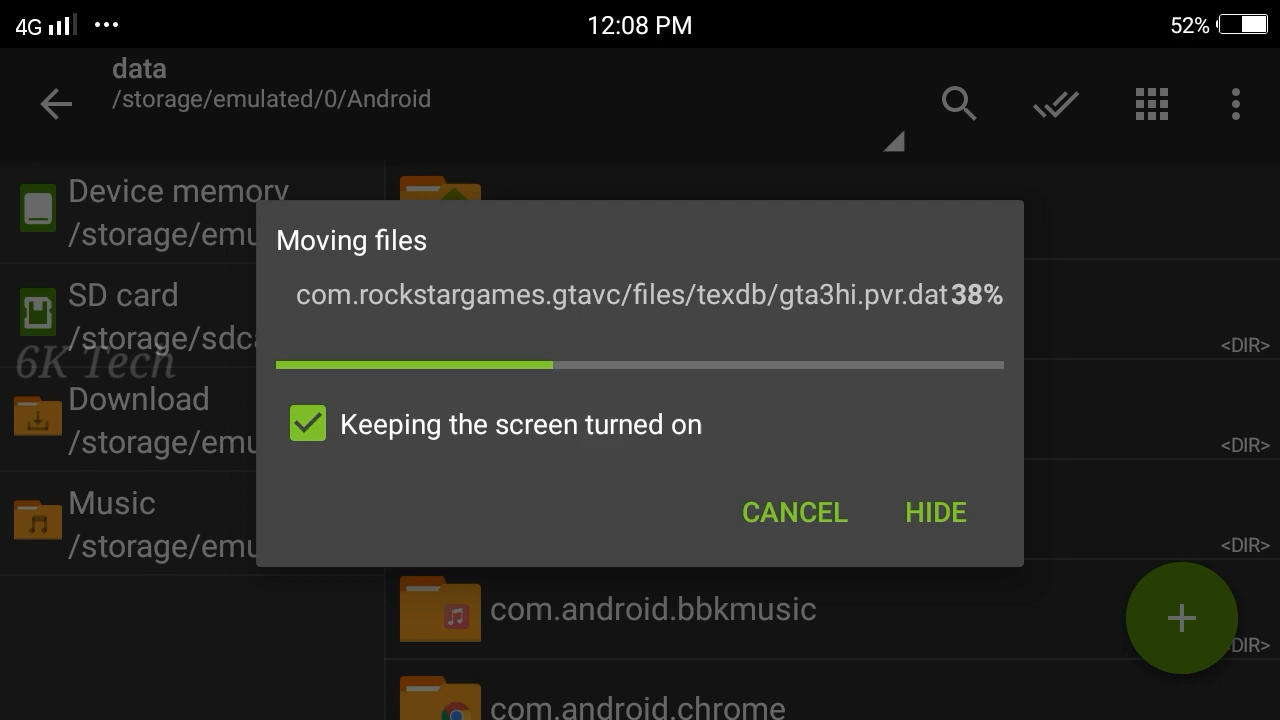 4G
12:08 PM
52%
data
/storage/emulated/0/Android
Device memory
/storage/emu
SD card
/storage/sdca
6K Tech
Download
/storage/emu
Music
/storage/emu
Moving files
com.rockstargames.gtavc/files/texdb/gta3hi.pvr.dat 38%
Keeping the screen turned on
CANCEL HIDE
<DIR>
<DIR>
<DIR>
com.android.bbkmusic
DIR>
com.android.chrome